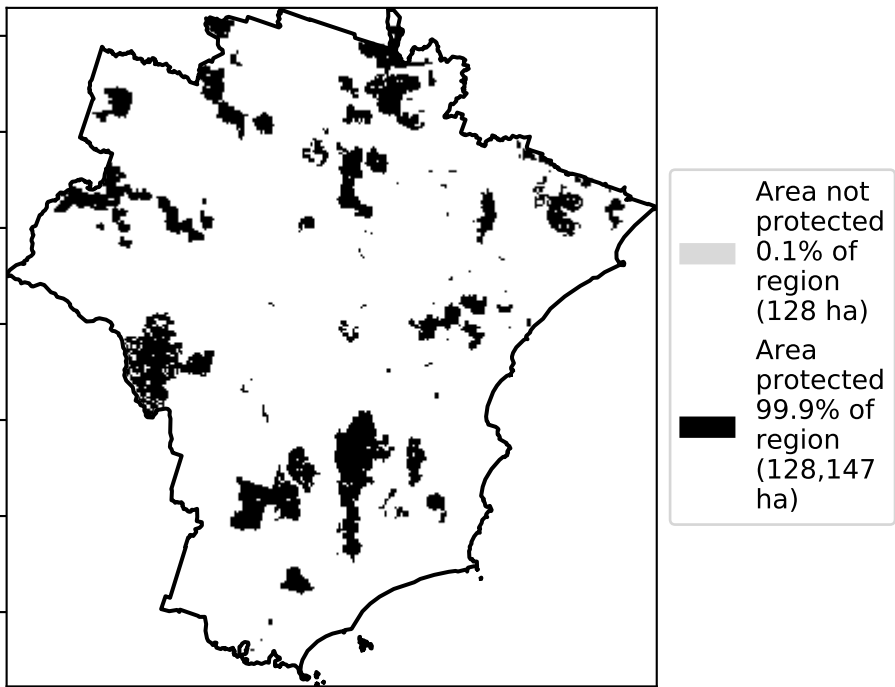 Area not
protected
0.1% of
region
(128 ha)
Area
protected
99.9% of
region
(128,147
ha)